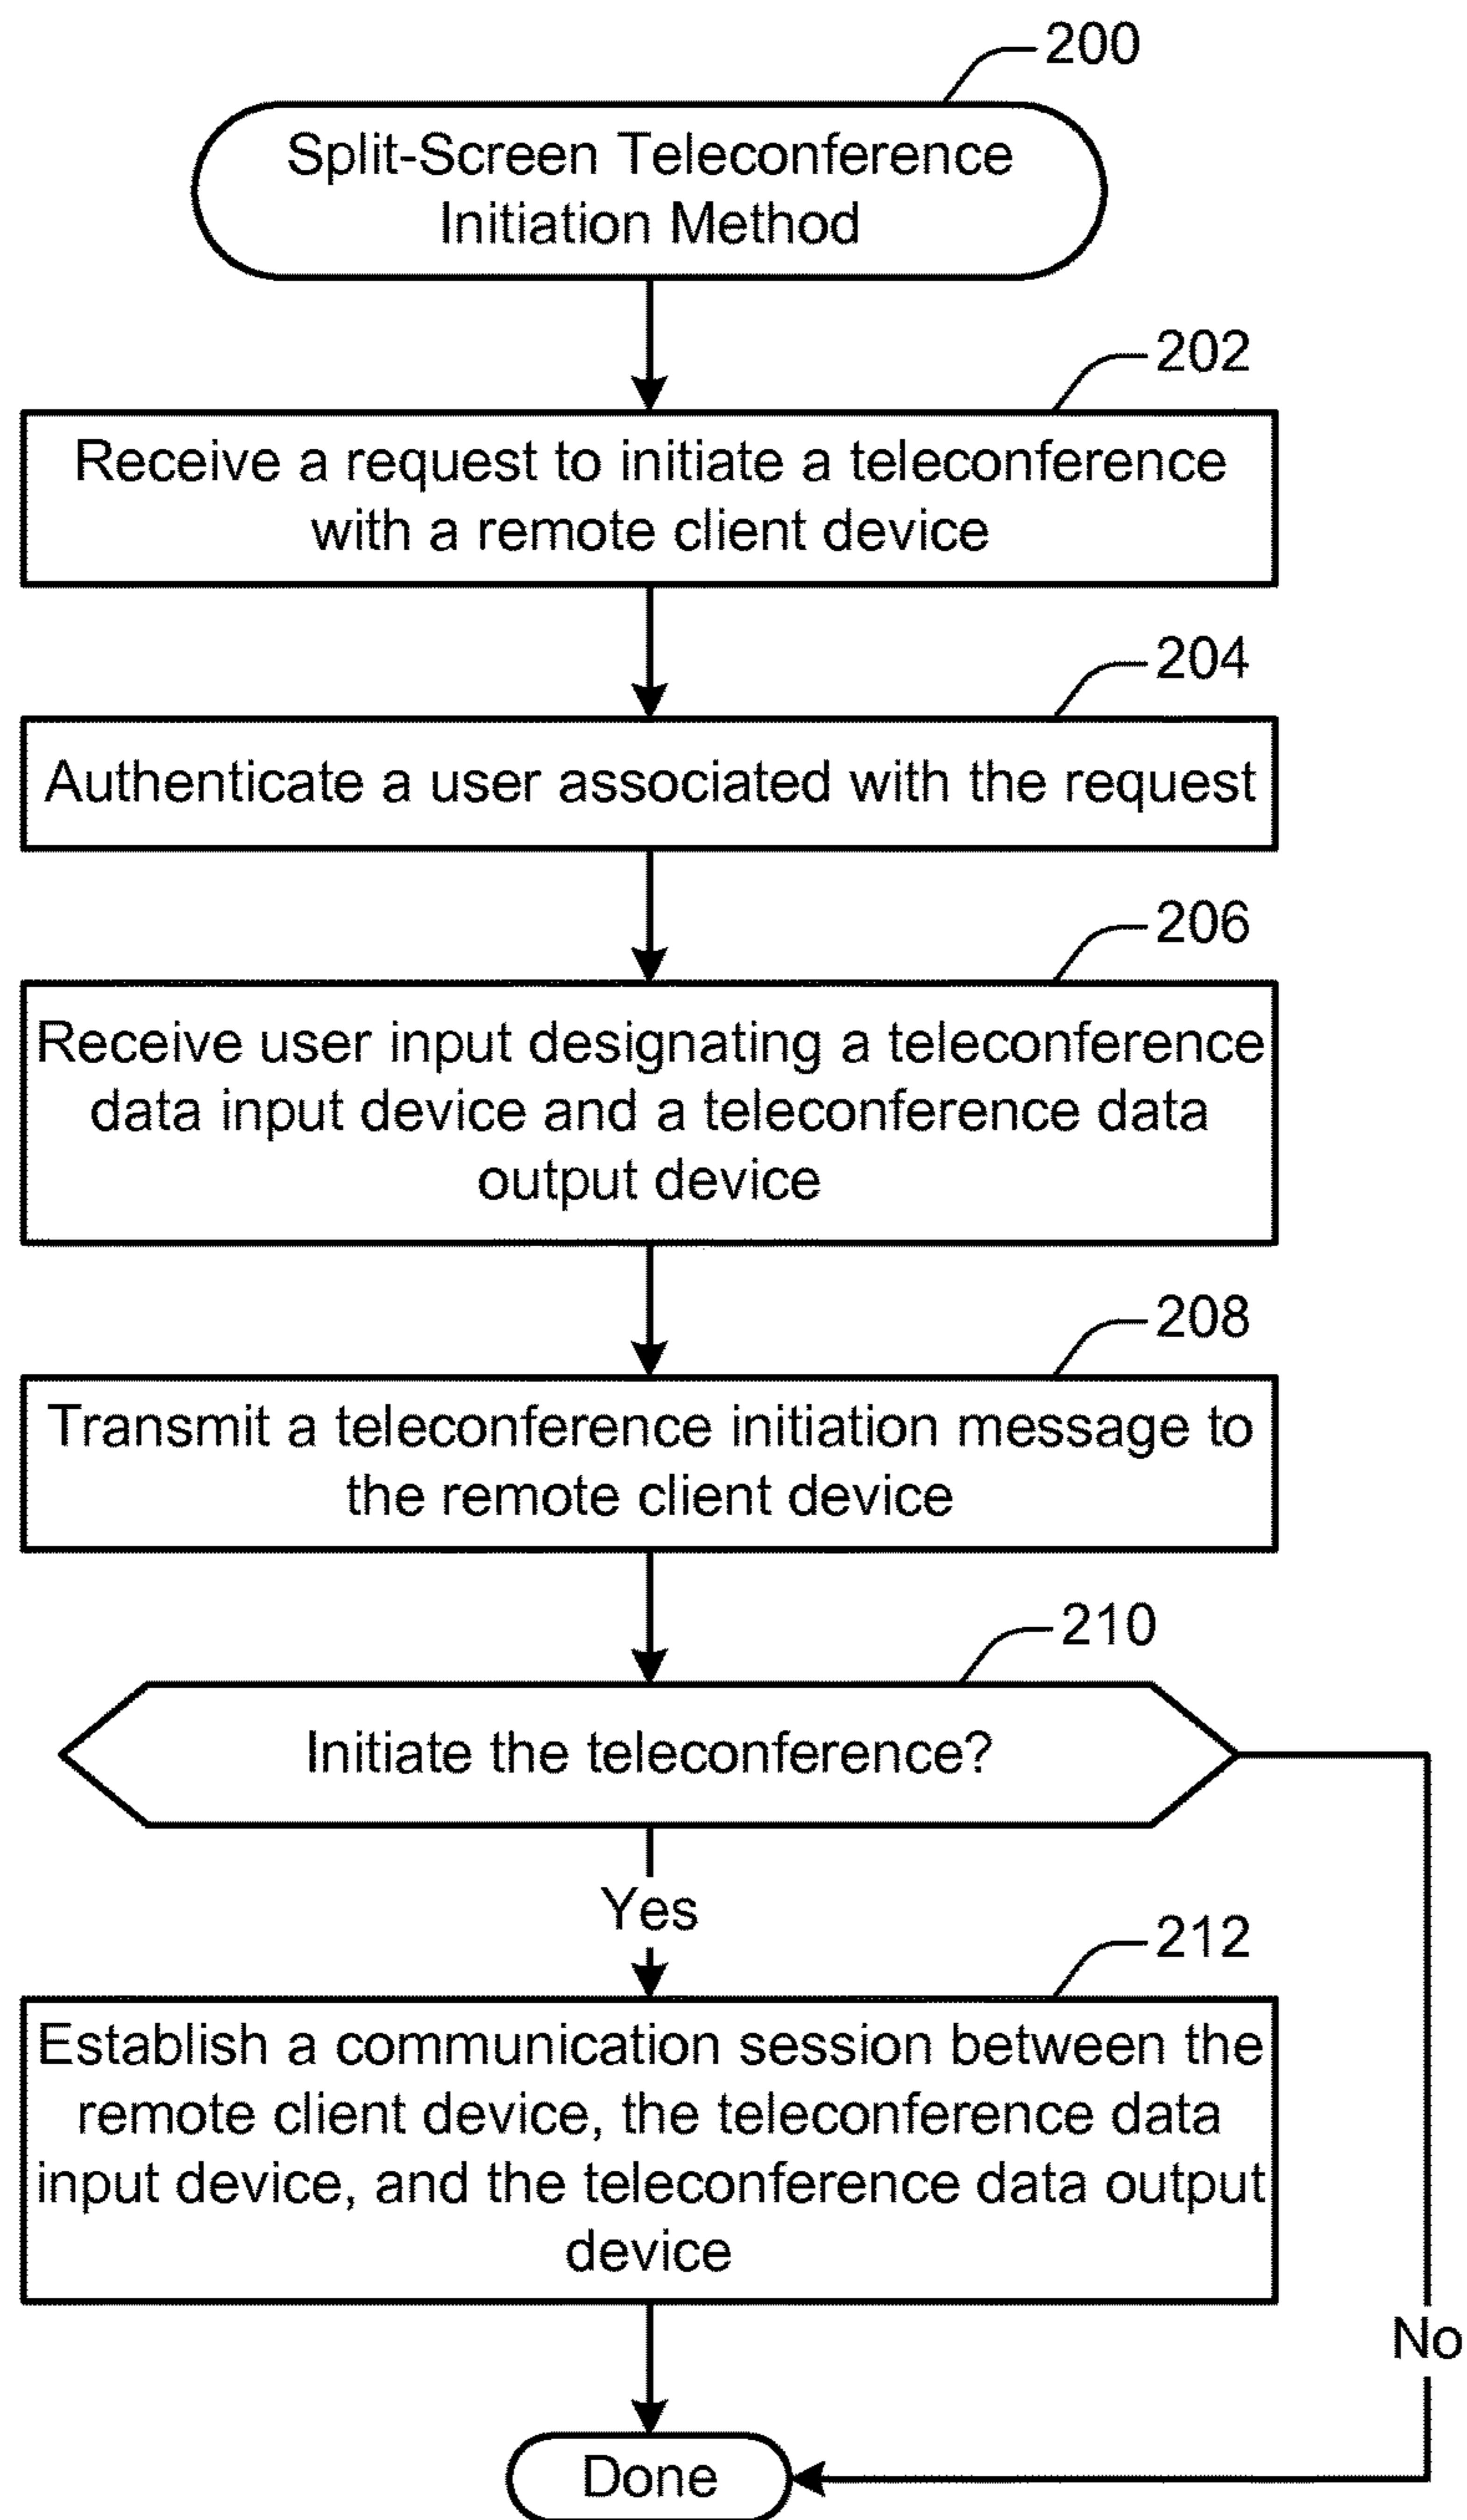 200
Split-Screen Teleconference
Initiation Method
202
Receive a request to initiate a teleconference
with a remote client device
204
Authenticate a user associated with the request
206
Receive user input designating a teleconference
data input device and a teleconference data
output device
208
Transmit a teleconference initiation message to
the remote client device
210
Initiate the teleconference?
Yes
212
Establish a communication session between the
remote client device, the teleconference data
input device, and the teleconference data output
device
No
Done